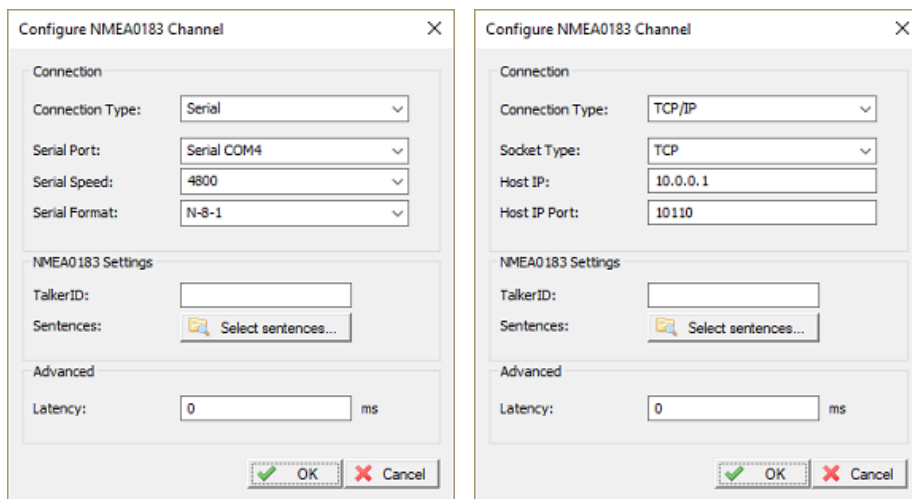 Configure NMEA0183 Channel
Connection
Connection Type: Serial
Serial Port: Serial COM4
Serial Speed: 4800
Serial Format: N-8-1
NMEA0183 Settings
TalkerID:
Sentences: Select sentences...
Advanced
Latency: 0 ms
OK Cancel
Configure NMEA0183 Channel
Connection
Connection Type: TCP/IP
Socket Type: TCP
Host IP: 10.0.0.1
Host IP Port: 10110
NMEA0183 Settings
TalkerID:
Sentences: Select sentences...
Advanced
Latency: 0 ms
OK Cancel